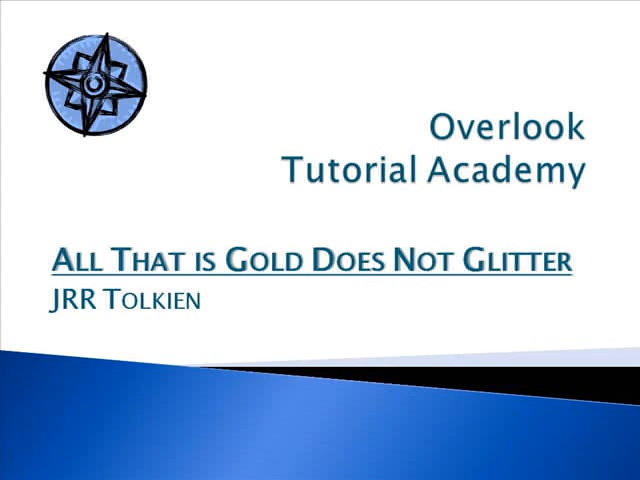 Overlook
Tutorial Academy
All That is Gold Does Not Glitter
JRR Tolkien